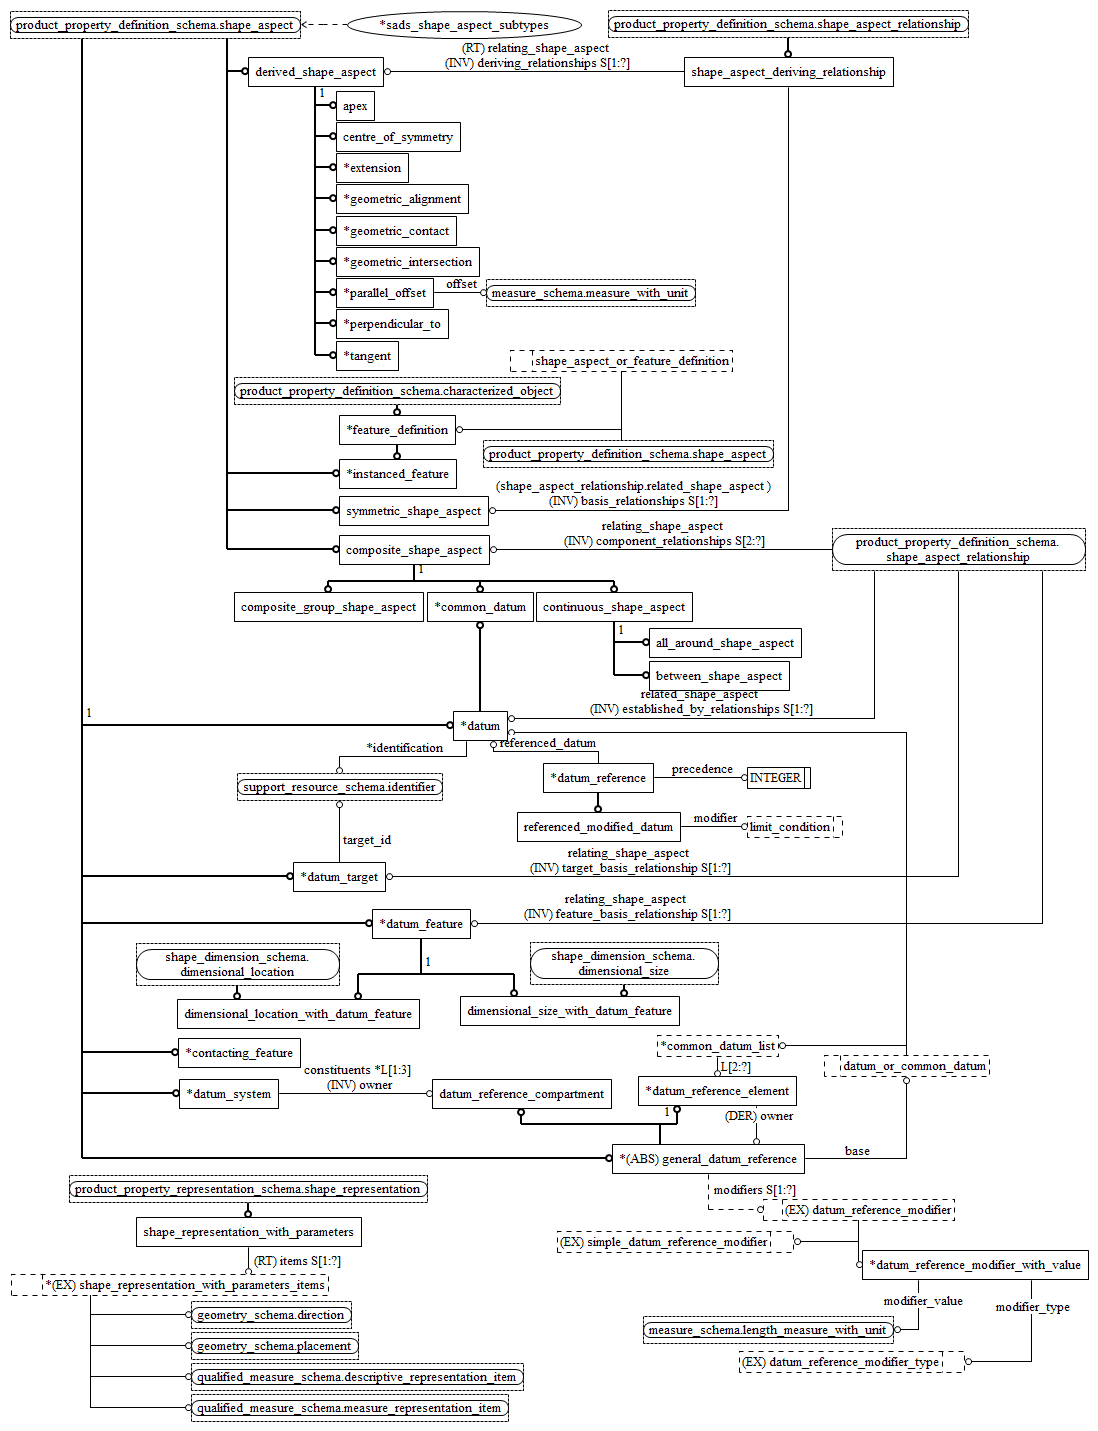 product_property_definition_schema.shape_aspect
*sads_shape_aspect_subtypes
product_property_definition_schema.shape_aspect_relationship
(RT) relating_shape_aspect
(INV) deriving_relationships S[1:?]
derived_shape_aspect
shape_aspect_deriving_relationship
1
apex
centre_of_symmetry
*extension
*geometric_alignment
*geometric_contact
*geometric_intersection
*parallel_offset
offset
measure_schema.measure_with_unit
*perpendicular_to
*tangent
shape_aspect_or_feature_definition
product_property_definition_schema.characterized_object
*feature_definition
product_property_definition_schema.shape_aspect
*instanced_feature
(shape_aspect_relationship.related_shape_aspect )
(INV) basis_relationships S[1:?]
symmetric_shape_aspect
relating_shape_aspect
(INV) component_relationships S[2:?]
composite_shape_aspect
product_property_definition_schema.
shape_aspect_relationship
1
composite_group_shape_aspect
*common_datum
continuous_shape_aspect
1
all_around_shape_aspect
between_shape_aspect
related_shape_aspect
(INV) established_by_relationships S[1:?]
1
*datum
*identification
referenced_datum
*datum_reference
precedence
INTEGER
support_resource_schema.identifier
referenced_modified_datum
modifier
limit_condition
target_id
relating_shape_aspect
(INV) target_basis_relationship S[1:?]
*datum_target
relating_shape_aspect
(INV) feature_basis_relationship S[1:?]
*datum_feature
1
shape_dimension_schema.
dimensional_location
shape_dimension_schema.
dimensional_size
dimensional_location_with_datum_feature
dimensional_size_with_datum_feature
*contacting_feature
*common_datum_list
datum_or_common_datum
L[2:?]
constituents *L[1:3]
(INV) owner
*datum_system
datum_reference_compartment
*datum_reference_element
1
(DER) owner
*(ABS) general_datum_reference
base
product_property_representation_schema.shape_representation
modifiers S[1:?]
(EX) datum_reference_modifier
shape_representation_with_parameters
(EX) simple_datum_reference_modifier
(RT) items S[1:?]
*datum_reference_modifier_with_value
*(EX) shape_representation_with_parameters_items
modifier_value
modifier_type
geometry_schema.direction
measure_schema.length_measure_with_unit
geometry_schema.placement
(EX) datum_reference_modifier_type
qualified_measure_schema.descriptive_representation_item
qualified_measure_schema.measure_representation_item